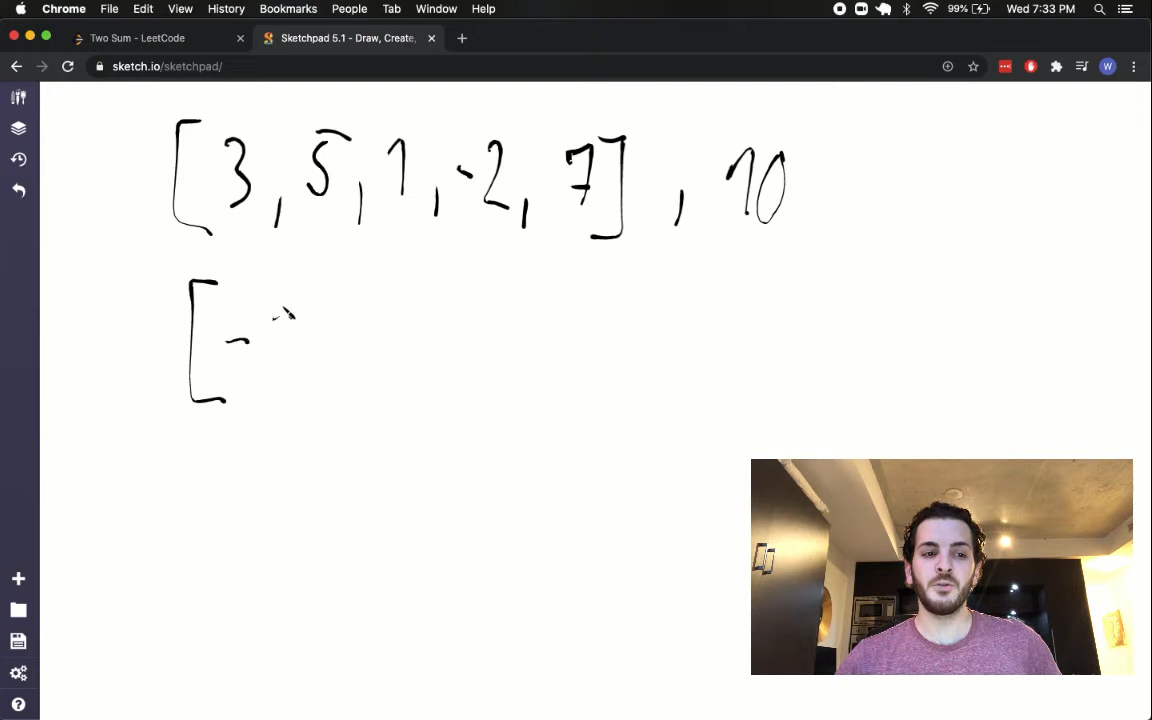 Chrome File Edit View History Bookmarks People Tab Window Help 99% Wed 7:33 PM
Two Sum - LeetCode Sketchpad 5.1 - Draw, Create,
sketch.io/sketchpad/ W
[3, 5, 1, -2, 7], 10
[-